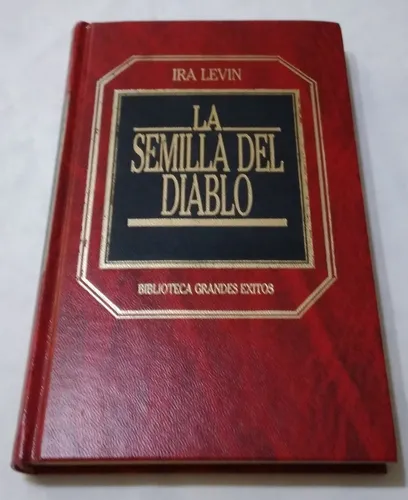 IRA LEVIN
LA
SEMILLA DEL
DIABLO
BIBLIOTECA GRANDES EXITOS